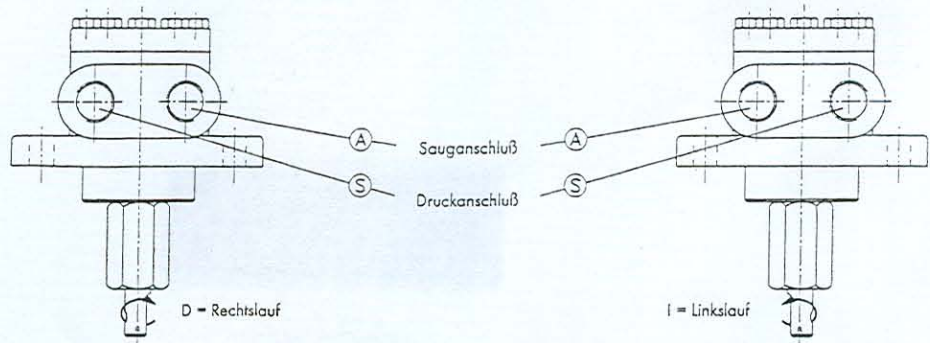 A
Sauganschluß
A
S
Druckanschluß
S
D = Rechtslauf
I = Linkslauf